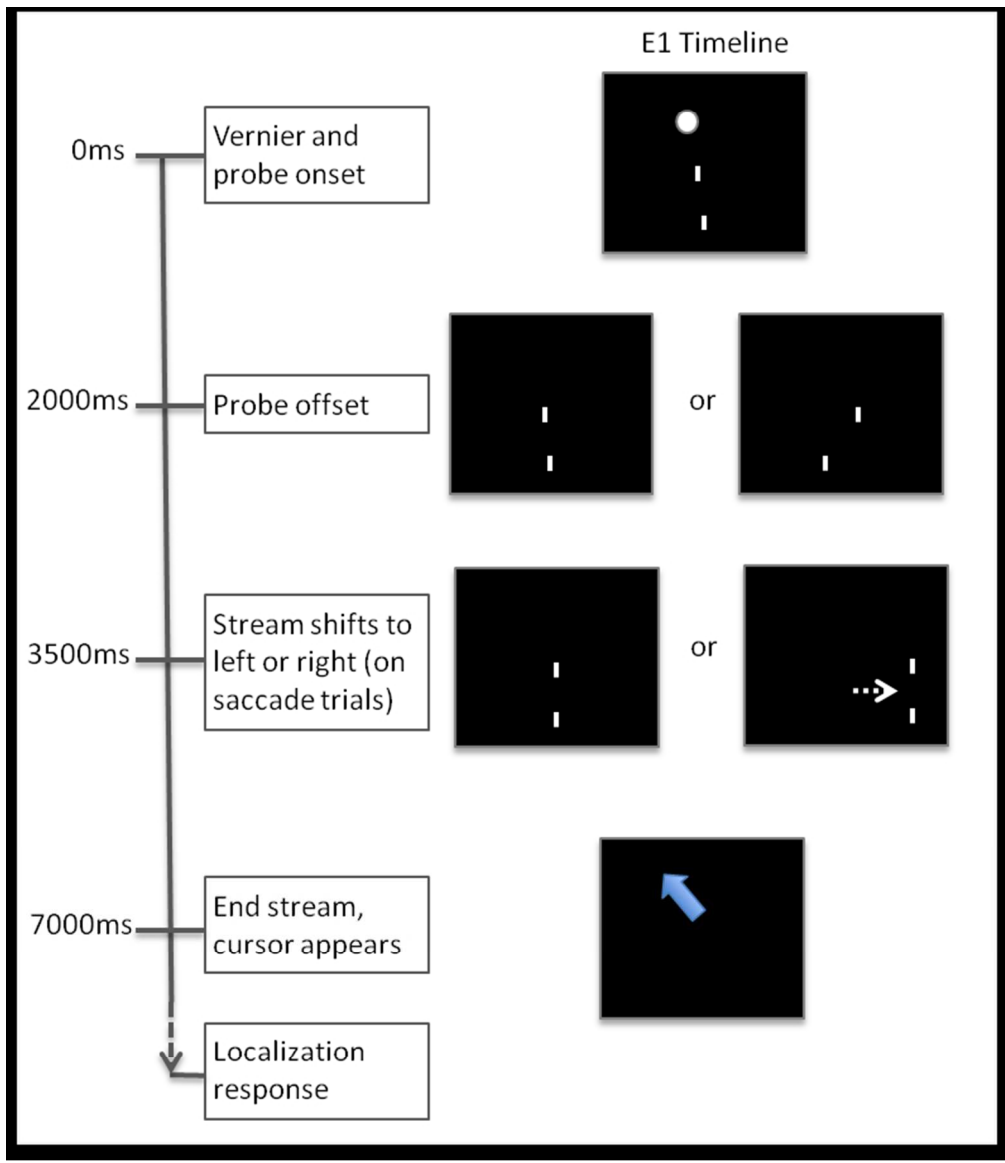 E1 Timeline
0ms
Vernier and
probe onset
2000ms
Probe offset
or
3500ms
Stream shifts to
left or right (on
saccade trials)
or
7000ms
End stream,
cursor appears
Localization
response